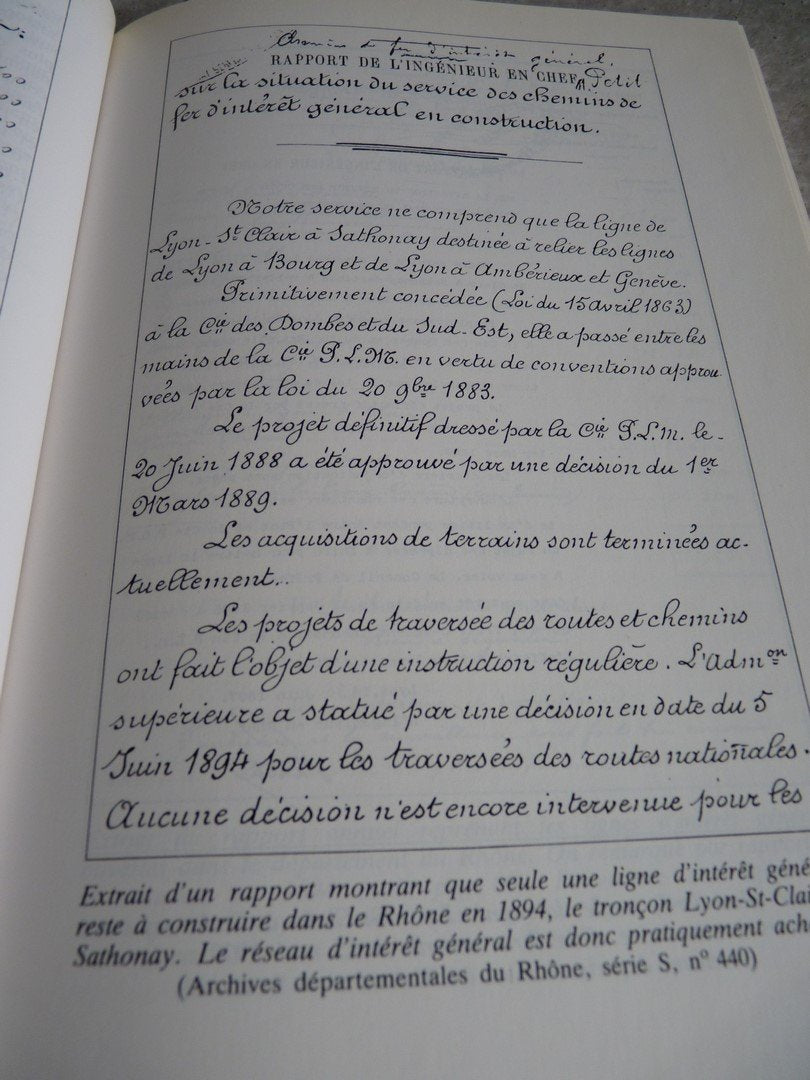 Chemins de fer d'intérêt général.
RAPPORT DE L'INGÉNIEUR EN CHEF, Petit
sur la situation du service des chemins de
fer d'intérêt général en construction.
Notre service ne comprend que la ligne de
Lyon-St Clair à Sathonay destinée à relier les lignes
de Lyon à Bourg et de Lyon à Ambérieux et Genève.
Primitivement concédée (Loi du 15 avril 1863)
à la Cie des Dombes et du Sud-Est, elle a passé entre les
mains de la Cie P.L.M. en vertu de conventions approu-
vées par la loi du 20 9bre 1883.
Le projet définitif dressé par la Cie P.L.M. le
20 Juin 1888 a été approuvé par une décision du 1er
Mars 1889.
Les acquisitions de terrains sont terminées ac-
tuellement..
Les projets de traversée des routes et chemins
ont fait l'objet d'une instruction régulière. L'Admon
supérieure a statué par une décision en date du 5
Juin 1894 pour les traversées des routes nationales.
Aucune décision n'est encore intervenue pour les
Extrait d'un rapport montrant que seule une ligne d'intérêt géné
reste à construire dans le Rhône en 1894, le tronçon Lyon-St-Clai
Sathonay. Le réseau d'intérêt général est donc pratiquement ach
(Archives départementales du Rhône, série S, n° 440)